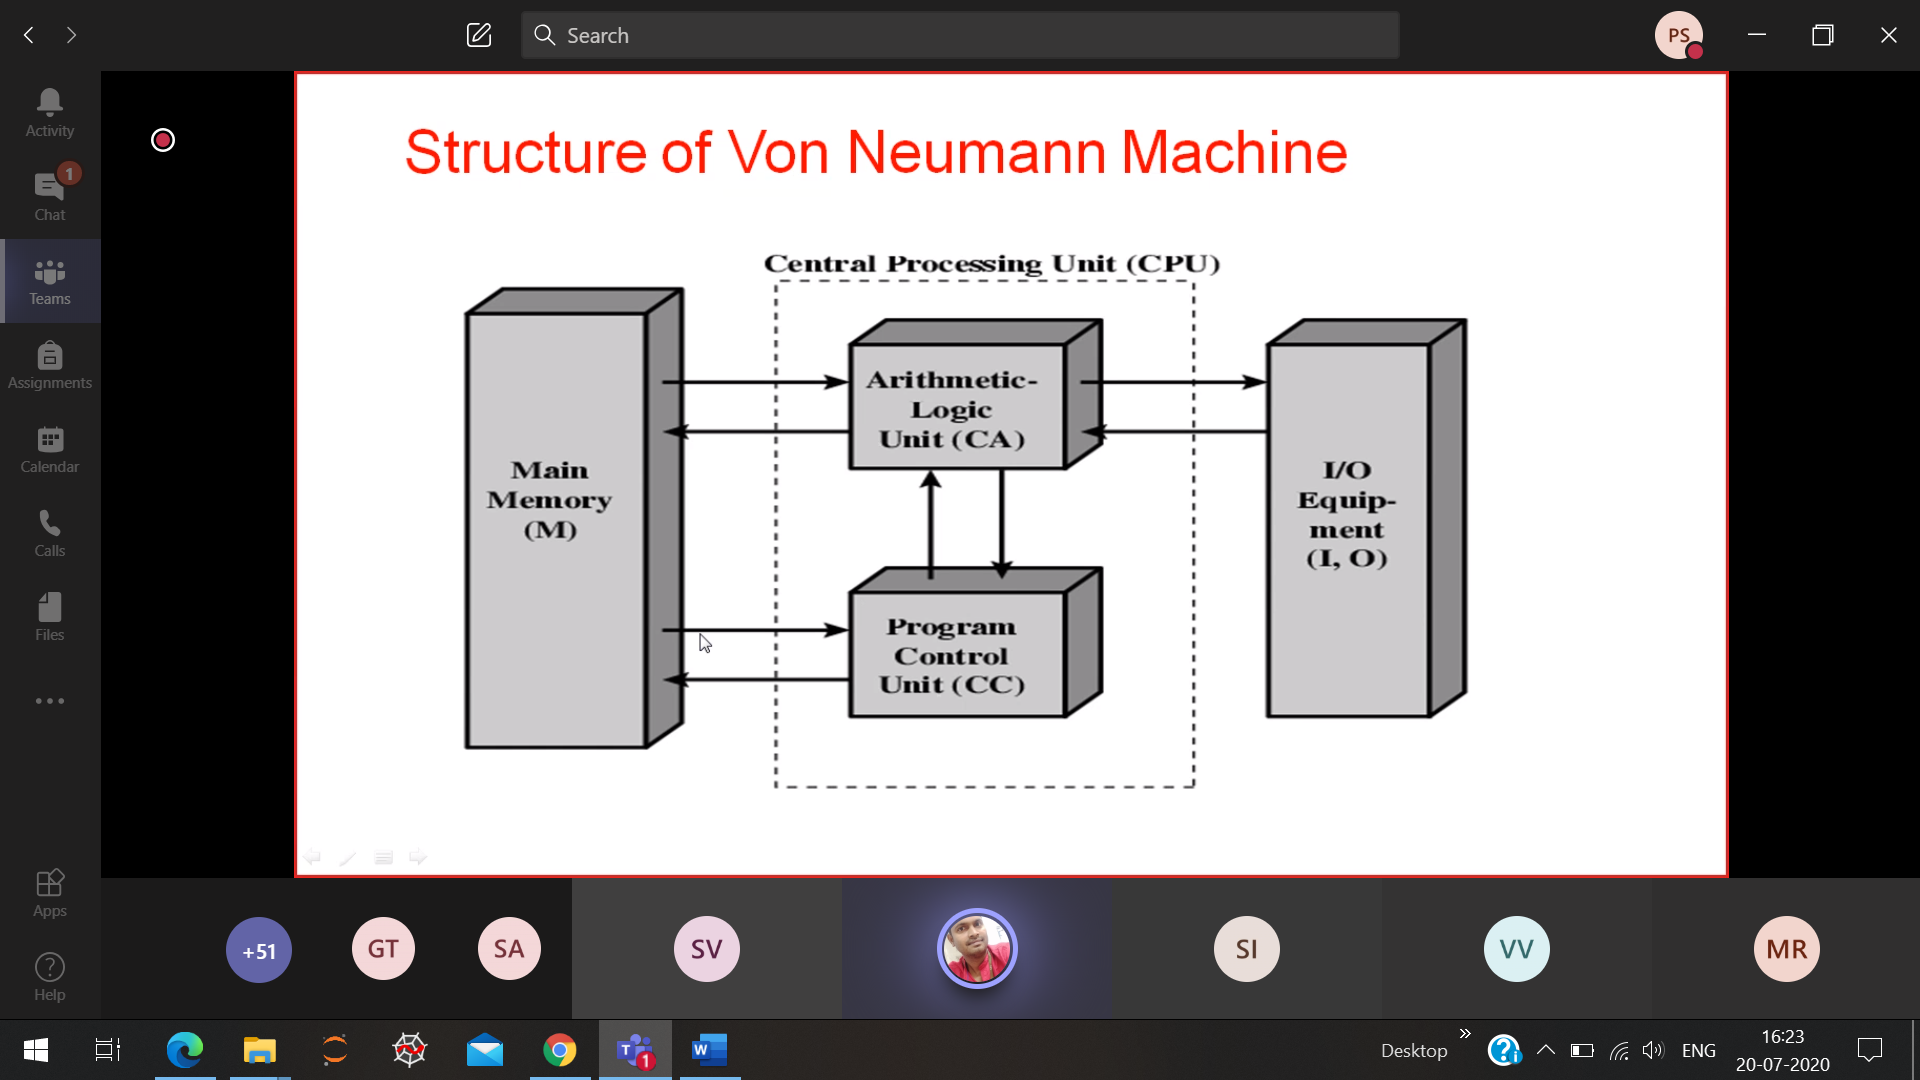 Search
PS
Activity
1
Chat
Teams
Assignments
Calendar
Calls
Files
Apps
Help
Structure of Von Neumann Machine
Central Processing Unit (CPU)
Main
Memory
(M)
Arithmetic-
Logic
Unit (CA)
Program
Control
Unit (CC)
I/O
Equip-
ment
(I, O)
+51
GT
SA
SV
SI
VV
MR
T
1
W
Desktop
»
?
i
ENG
16:23
20-07-2020